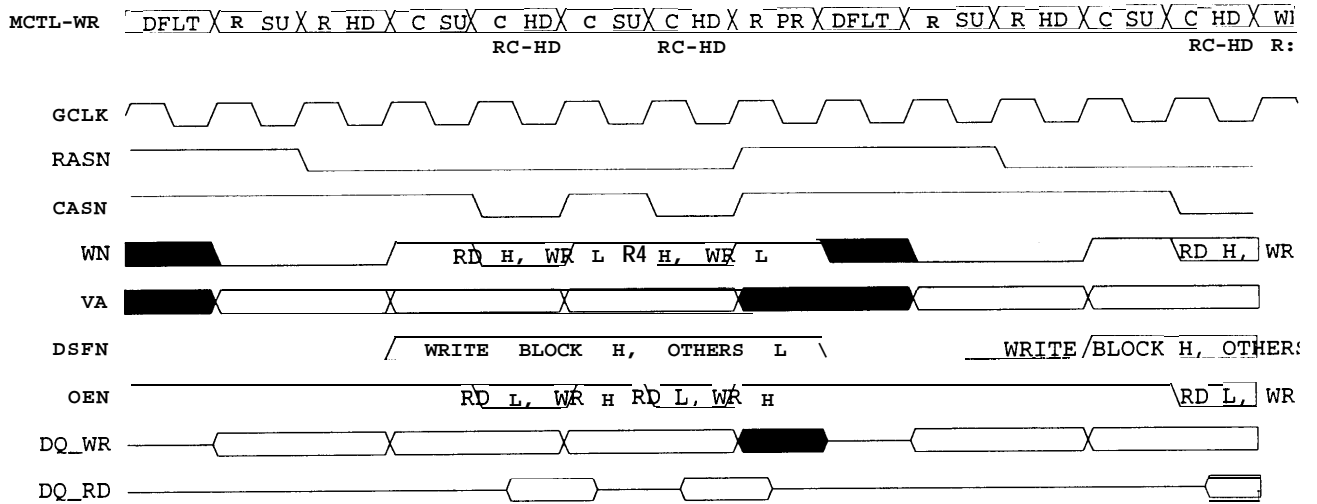 MCTL-WR DFLT R SU R HD C SU C HD C SU C HD R PR DFLT R SU R HD C SU C HD
RC-HD RC-HD RC-HD R:
GCLK
RASN
CASN
WN RD H, WR L R4 H, WR L RD H, WR
VA
DSFN WRITE BLOCK H, OTHERS L WRITE BLOCK H, OTHERS
OEN RD L, WR H RD L, WR H RD L, WR
DQ_WR
DQ_RD